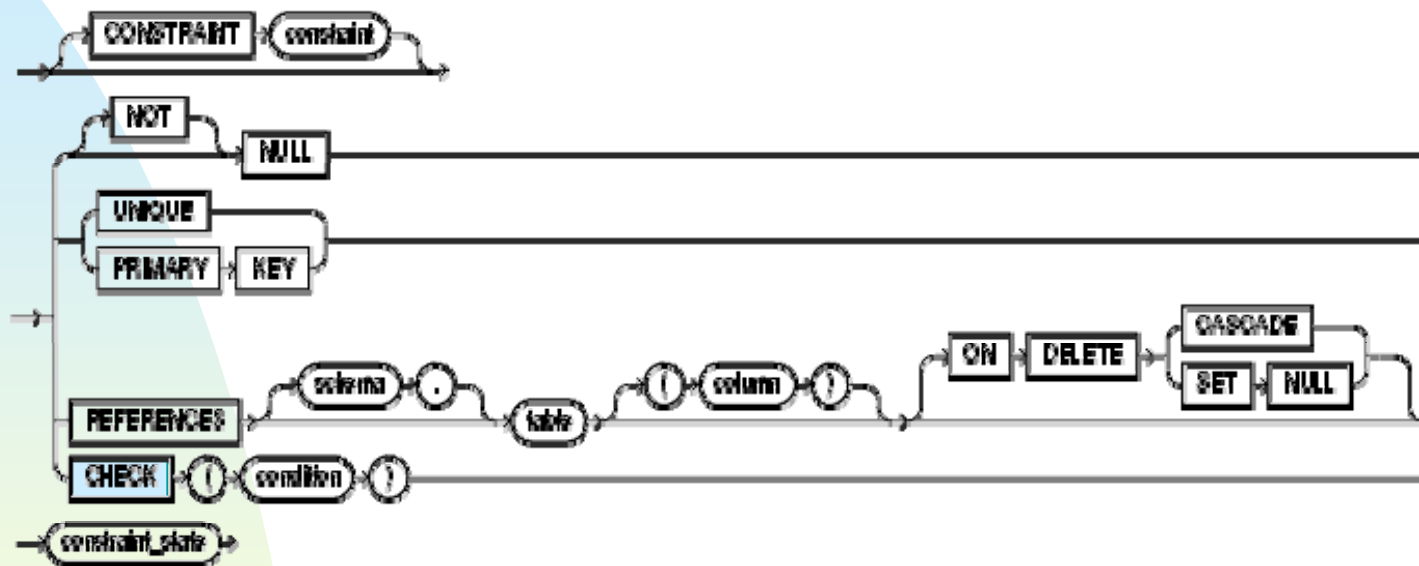 CONSTRAINT constraint
NOT
NULL
UNIQUE
PRIMARY KEY
CASCADE
ON DELETE
SET NULL
schema .
( column )
REFERENCES
table
CHECK ( condition )
constraint_state